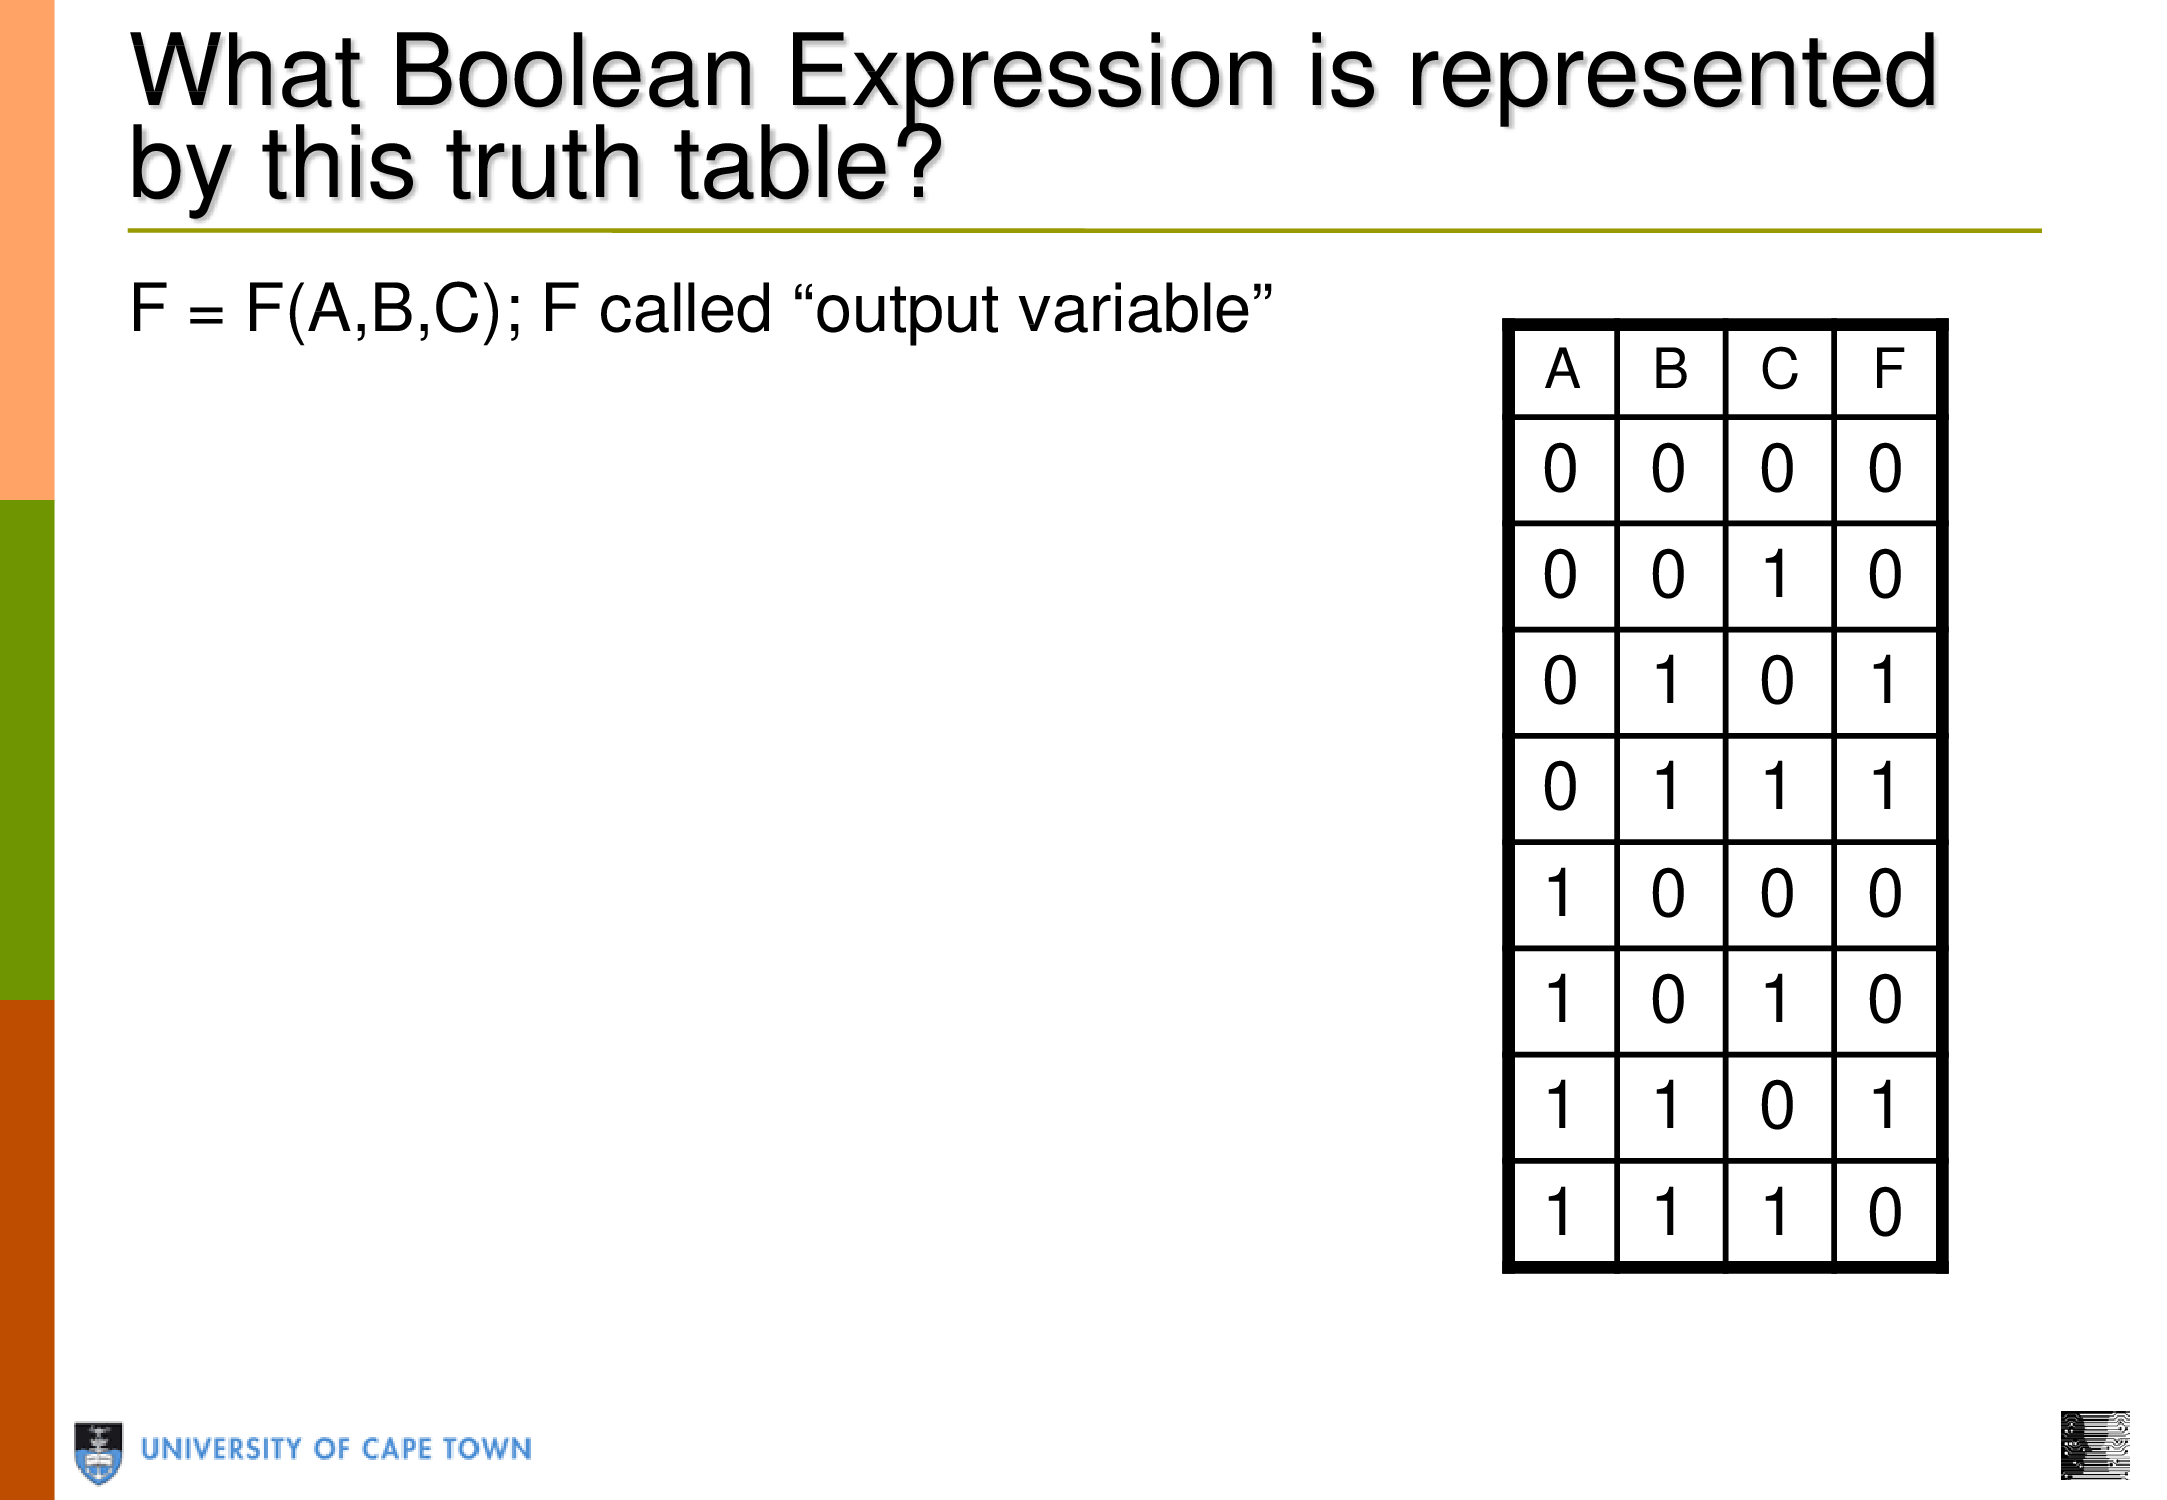 What Boolean Expression is represented
by this truth table?
F = F(A,B,C); F called “output variable”
A B C F
0 0 0 0
0 0 1 0
0 1 0 1
0 1 1 1
1 0 0 0
1 0 1 0
1 1 0 1
1 1 1 0
UNIVERSITY OF CAPE TOWN